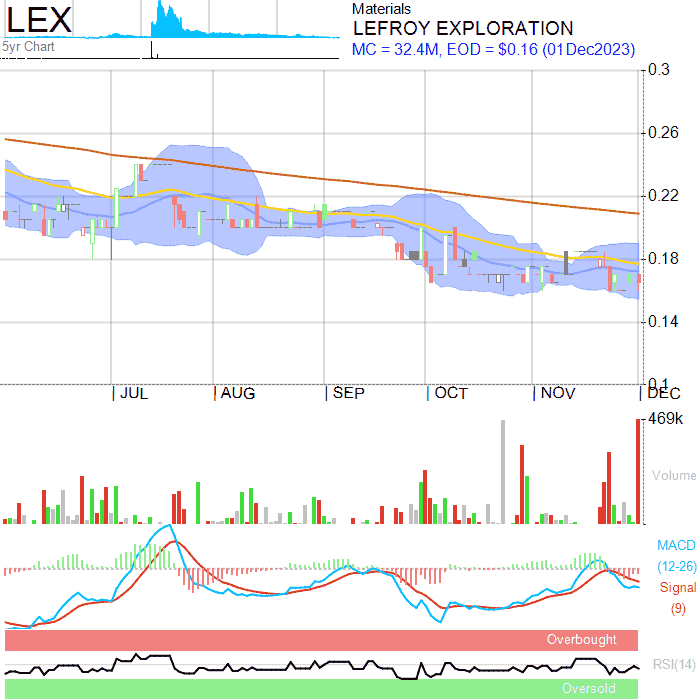 LEX
5yr Chart
Materials
LEFROY EXPLORATION
MC = 32.4M, EOD = $0.16 (01Dec2023)
0.3
0.26
0.22
0.18
0.14
0.1
JUL AUG SEP OCT NOV DEC
469k
Volume
MACD
(12-26)
Signal
(9)
Overbought
RSI(14)
Oversold